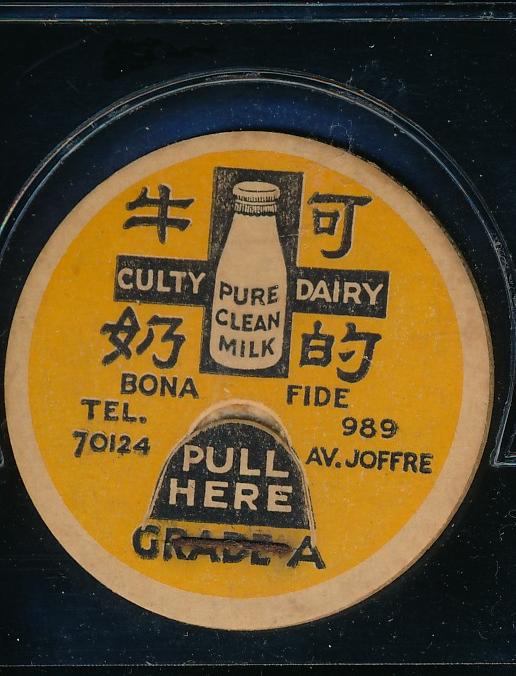 牛 可
CULTY DAIRY
PURE
CLEAN
MILK
奶 的
BONA FIDE
TEL. 989
70124 AV. JOFFRE
PULL
HERE
GRADE A